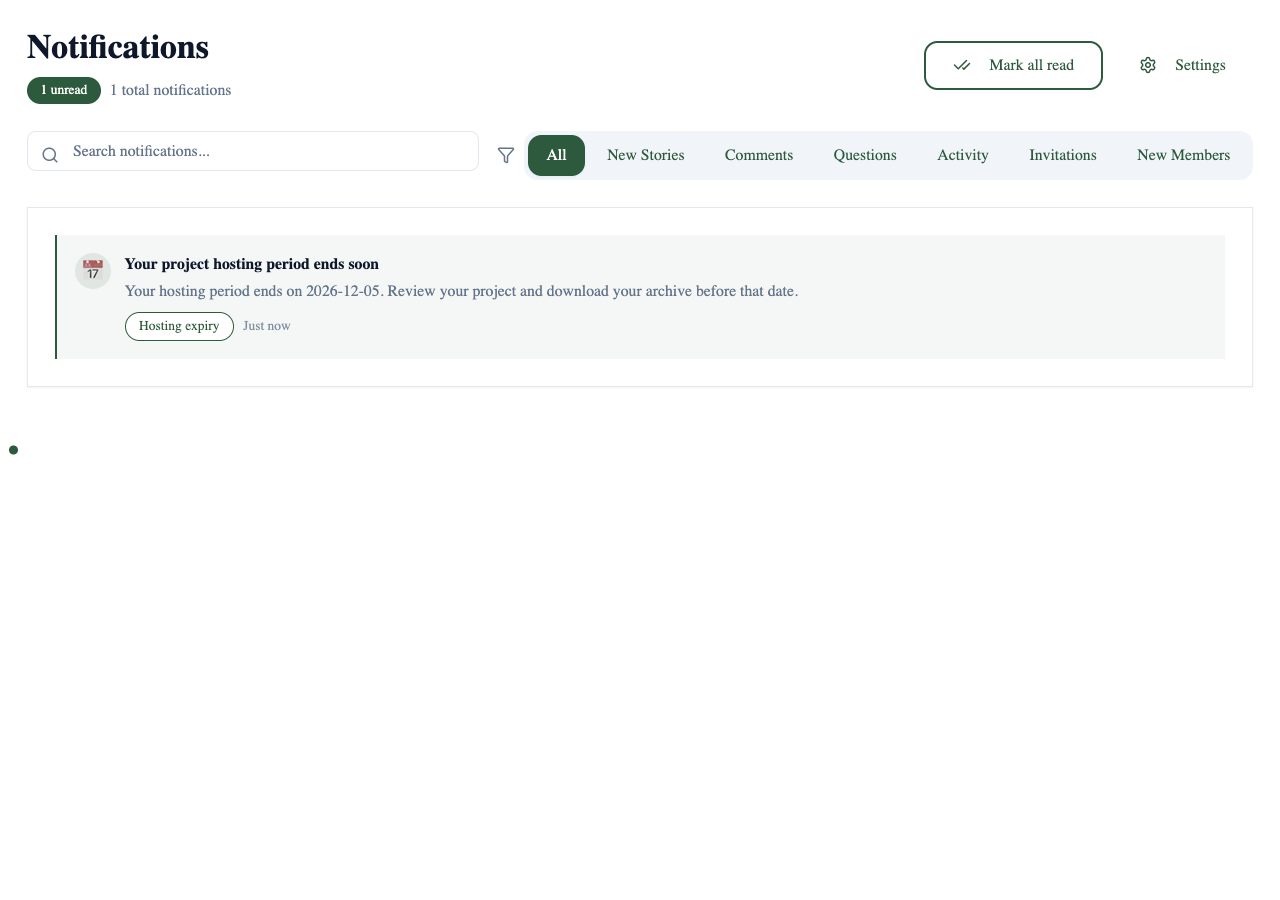 Notifications
1 unread 1 total notifications
Mark all read
Settings
Search notifications...
All New Stories Comments Questions Activity Invitations New Members
17
Your project hosting period ends soon
Your hosting period ends on 2026-12-05. Review your project and download your archive before that date.
Hosting expiry Just now